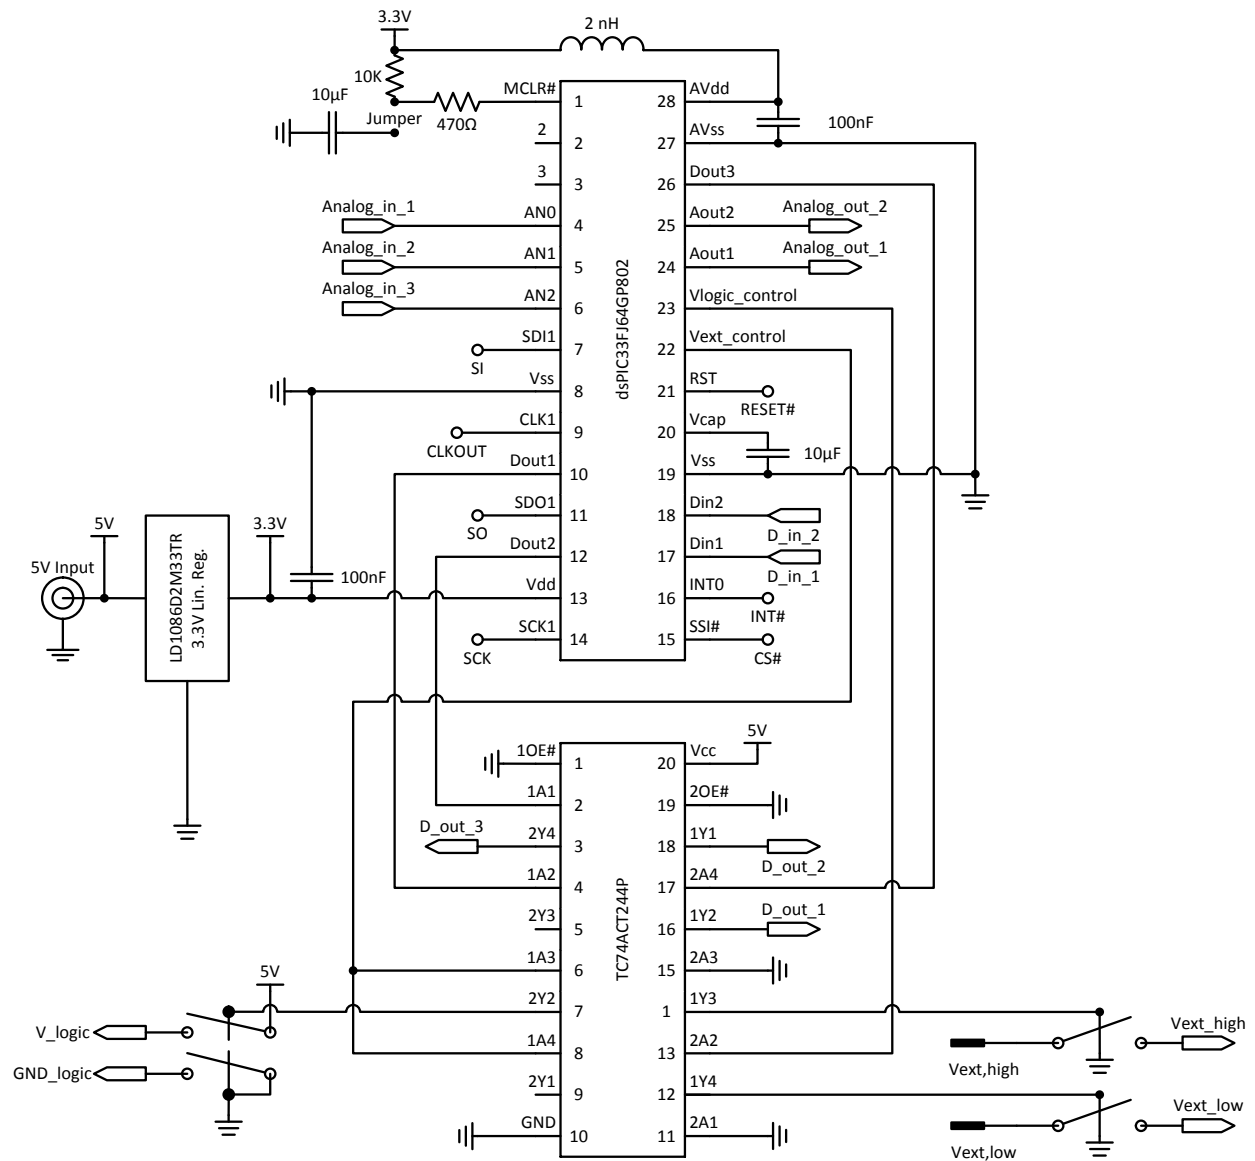 3.3V
2 nH
10K
10µF
Jumper
470Ω
MCLR#
1
28
AVdd
100nF
2
2
27
AVss
3
3
26
Dout3
Analog_in_1
AN0
4
25
Aout2
Analog_out_2
Analog_in_2
AN1
5
24
Aout1
Analog_out_1
Analog_in_3
AN2
6
23
Vlogic_control
dsPIC33FJ64GP802
SDI1
SI
7
22
Vext_control
Vss
8
21
RST
RESET#
CLK1
CLKOUT
9
20
Vcap
10µF
Dout1
10
19
Vss
SDO1
SO
11
18
Din2
D_in_2
Dout2
12
17
Din1
D_in_1
5V
5V Input
LD1086D2M33TR
3.3V Lin. Reg.
3.3V
100nF
Vdd
13
16
INT0
INT#
SCK1
SCK
14
15
SSI#
CS#
1OE#
1
20
Vcc
5V
1A1
2
19
2OE#
D_out_3
2Y4
3
18
1Y1
D_out_2
1A2
4
17
2A4
2Y3
5
16
1Y2
D_out_1
TC74ACT244P
1A3
6
15
2A3
5V
2Y2
7
1
1Y3
V_logic
Vext,high
Vext_high
1A4
8
13
2A2
GND_logic
2Y1
9
12
1Y4
Vext,low
Vext_low
GND
10
11
2A1